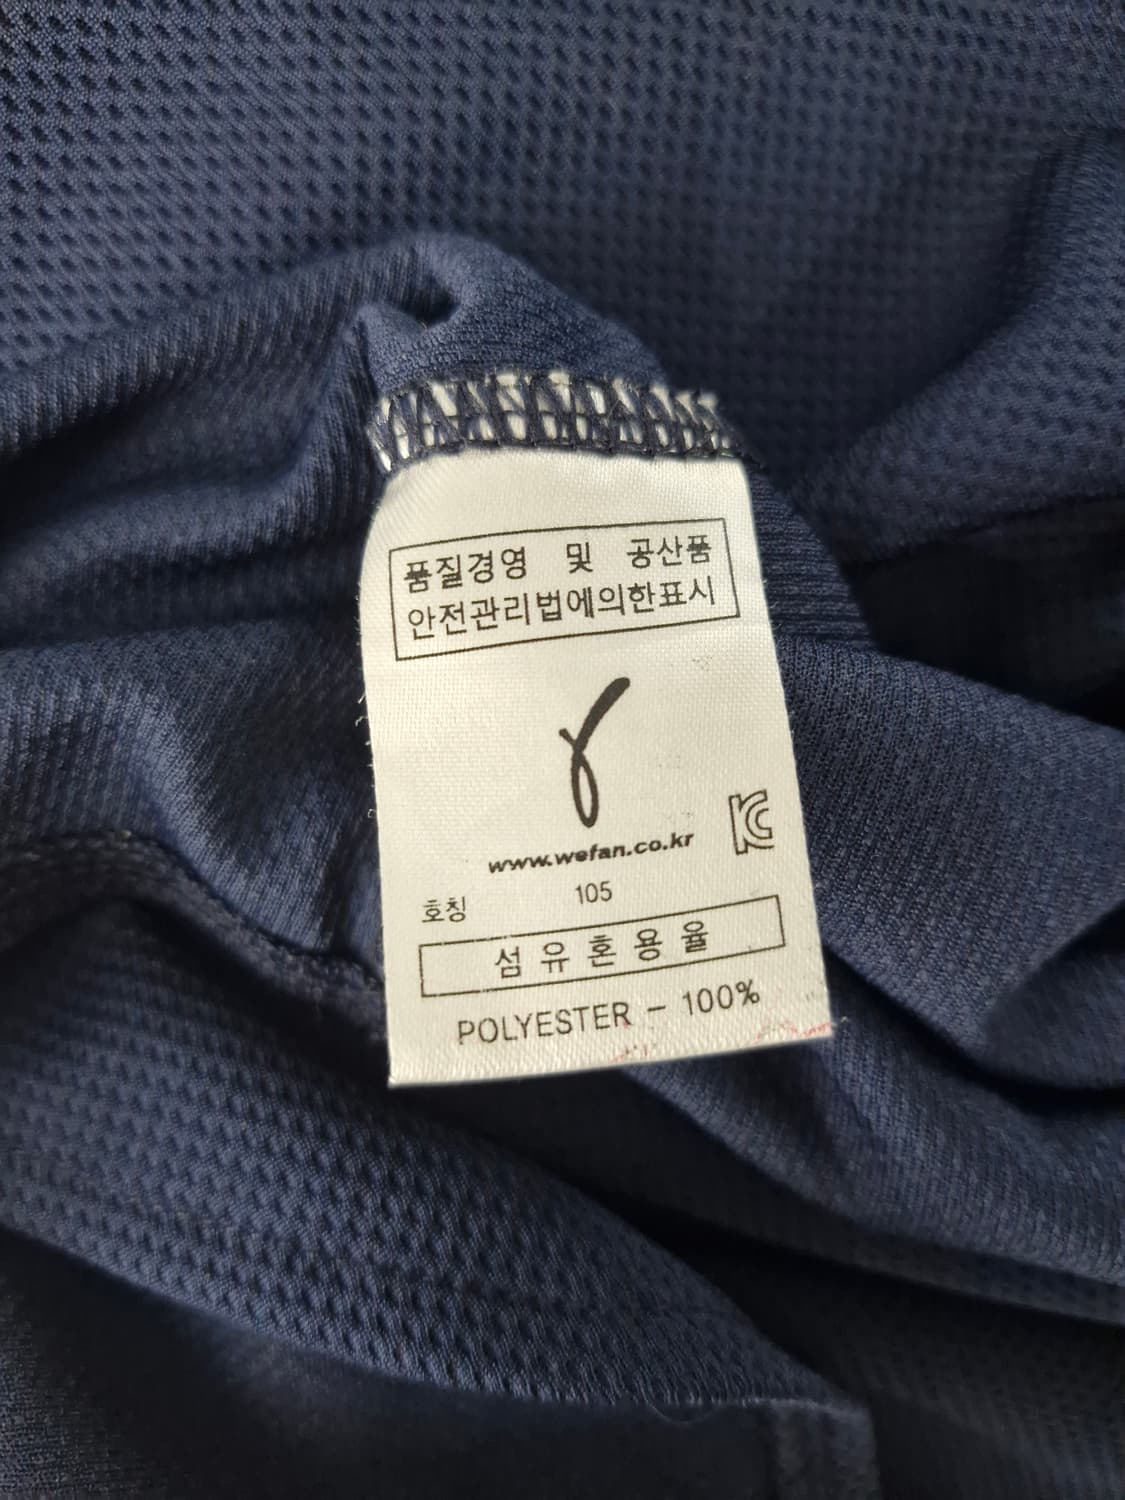 품질경영 및 공산품
안전관리법에의한표시
www.wefan.co.kr
KC
호칭 105
섬유혼용율
POLYESTER - 100%